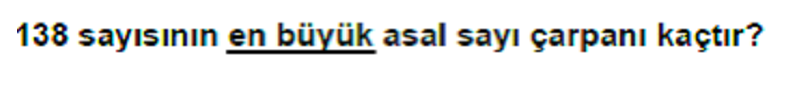 138 sayısının en büyük asal sayı çarpanı kaçtır?